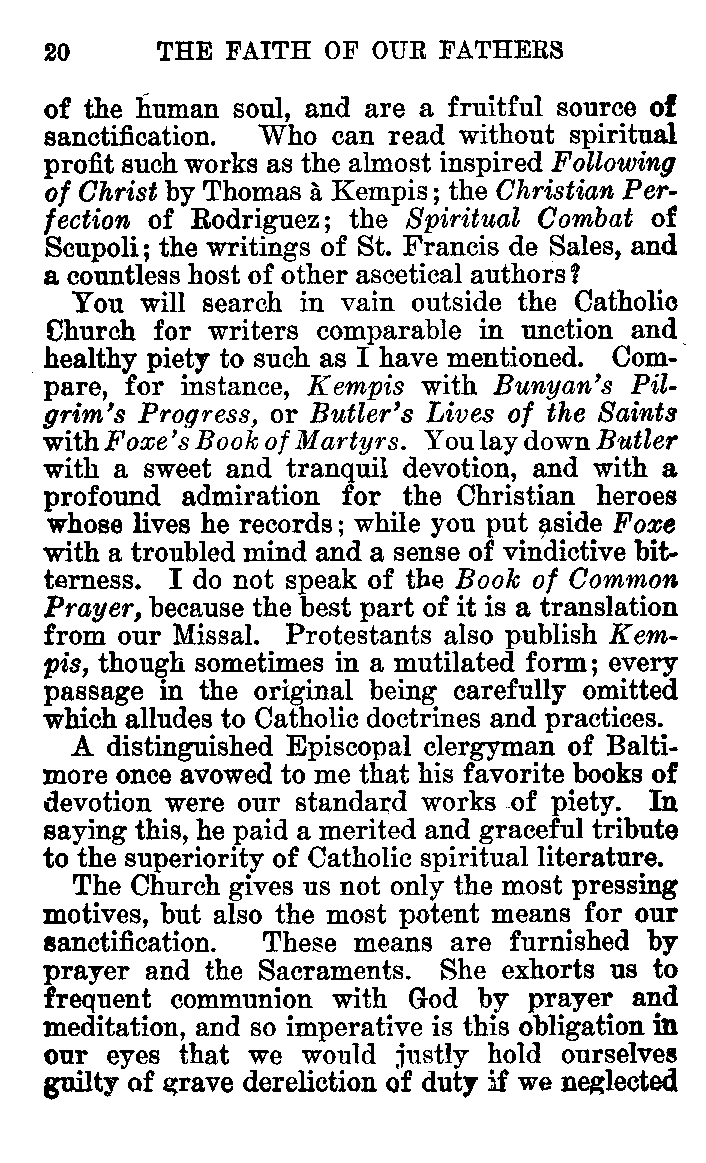 20 THE FAITH OF OUR FATHERS
of the human soul, and are a fruitful source of
sanctification. Who can read without spiritual
profit such works as the almost inspired Following
of Christ by Thomas à Kempis; the Christian Per-
fection of Rodriguez; the Spiritual Combat of
Scupoli; the writings of St. Francis de Sales, and
a countless host of other ascetical authors?
You will search in vain outside the Catholic
Church for writers comparable in unction and
healthy piety to such as I have mentioned. Com-
pare, for instance, Kempis with Bunyan's Pil-
grim's Progress, or Butler's Lives of the Saints
with Foxe's Book of Martyrs. You lay down Butler
with a sweet and tranquil devotion, and with a
profound admiration for the Christian heroes
whose lives he records; while you put aside Foxe
with a troubled mind and a sense of vindictive bit-
terness. I do not speak of the Book of Common
Prayer, because the best part of it is a translation
from our Missal. Protestants also publish Kem-
pis, though sometimes in a mutilated form; every
passage in the original being carefully omitted
which alludes to Catholic doctrines and practices.
A distinguished Episcopal clergyman of Balti-
more once avowed to me that his favorite books of
devotion were our standard works of piety. In
saying this, he paid a merited and graceful tribute
to the superiority of Catholic spiritual literature.
The Church gives us not only the most pressing
motives, but also the most potent means for our
sanctification. These means are furnished by
prayer and the Sacraments. She exhorts us to
frequent communion with God by prayer and
meditation, and so imperative is this obligation in
our eyes that we would justly hold ourselves
guilty of grave dereliction of duty if we neglected